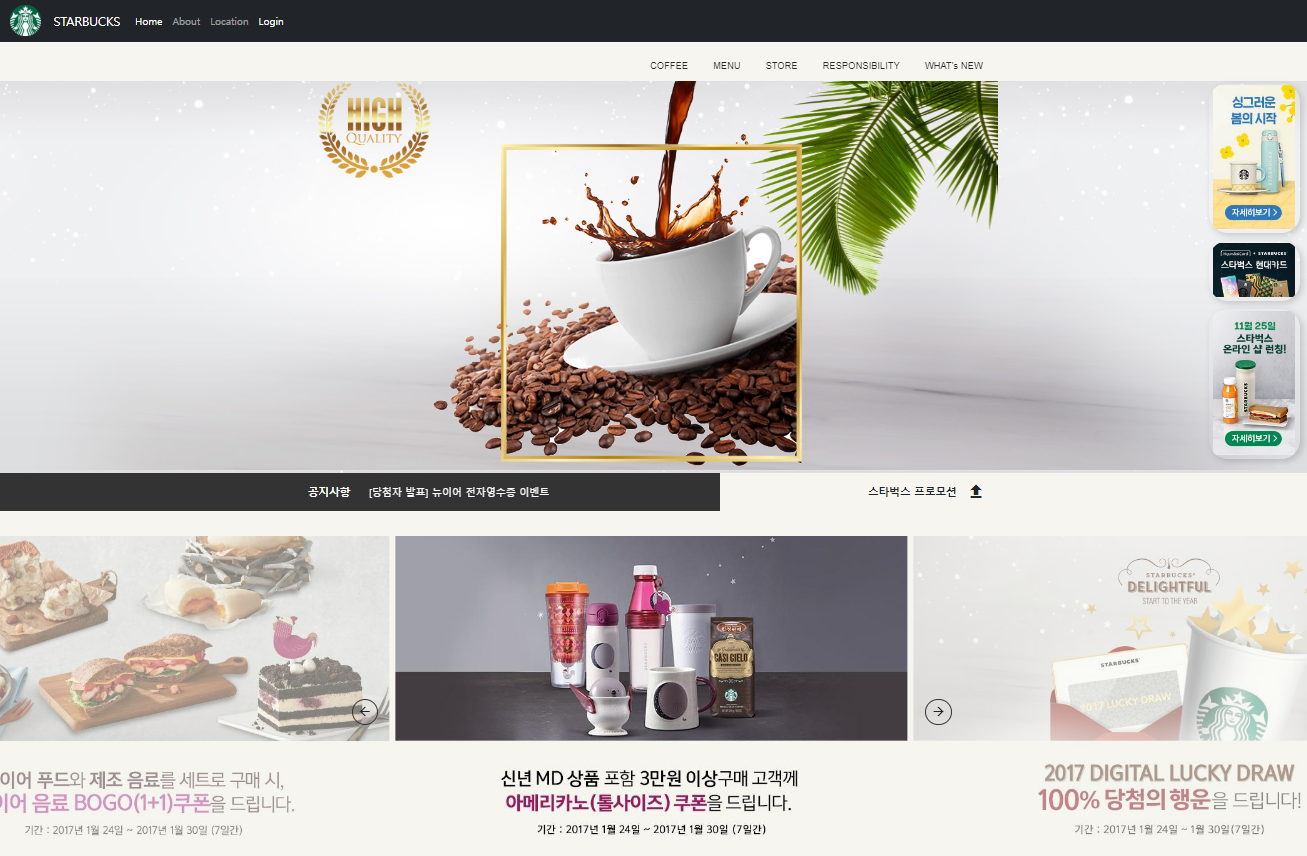 STARBUCKS Home About Location Login
COFFEE MENU STORE RESPONSIBILITY WHAT's NEW
HIGH
QUALITY
싱그러운
봄의 시작
자세히보기 >
HyundaiCard + STARBUCKS
스타벅스 현대카드
11월 25일
스타벅스
온라인 샵 런칭!
자세히보기 >
공지사항 [당첨자 발표] 뉴이어 전자영수증 이벤트
스타벅스 프로모션
CASI CIELO
STARBUCKS
DELIGHTFUL
START TO THE YEAR
STARBUCKS
2017 LUCKY DRAW
이어 푸드와 제조 음료를 세트로 구매 시,
이어 음료 BOGO(1+1)쿠폰을 드립니다.
기간 : 2017년 1월 24일 ~ 2017년 1월 30일 (7일간)
신년 MD 상품 포함 3만원 이상구매 고객께
아메리카노(톨사이즈) 쿠폰을 드립니다.
기간 : 2017년 1월 24일 ~ 2017년 1월 30일 (7일간)
2017 DIGITAL LUCKY DRAW
100% 당첨의 행운을 드립니다!
기간 : 2017년 1월 24일 ~ 1월 30일(7일간)